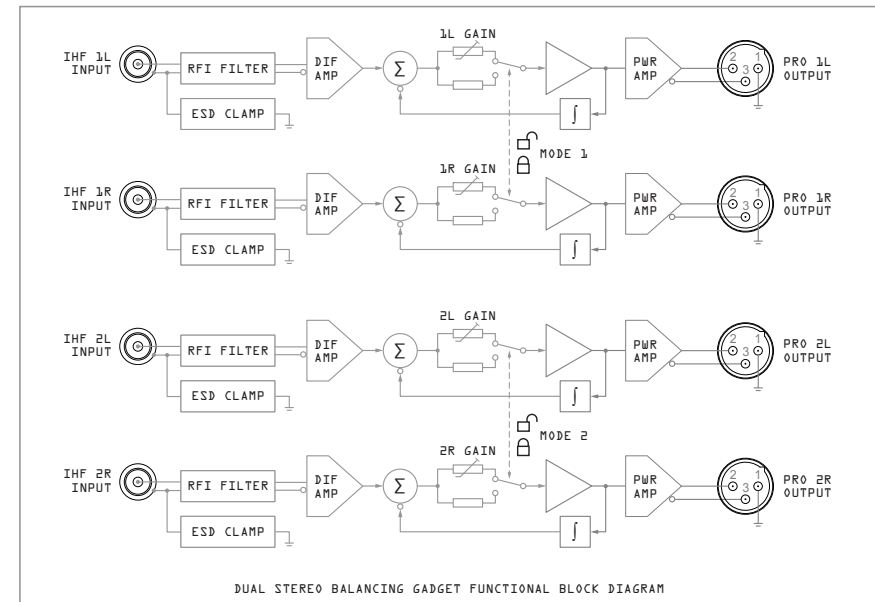 1L GAIN
IHF 1L
INPUT
RFI FILTER
DIF
AMP
Σ
PWR
AMP
2
3
1
PRO 1L
OUTPUT
ESD CLAMP
∫
MODE 1
1R GAIN
IHF 1R
INPUT
RFI FILTER
DIF
AMP
Σ
PWR
AMP
2
3
1
PRO 1R
OUTPUT
ESD CLAMP
∫
2L GAIN
IHF 2L
INPUT
RFI FILTER
DIF
AMP
Σ
PWR
AMP
2
3
1
PRO 2L
OUTPUT
ESD CLAMP
∫
MODE 2
2R GAIN
IHF 2R
INPUT
RFI FILTER
DIF
AMP
Σ
PWR
AMP
2
3
1
PRO 2R
OUTPUT
ESD CLAMP
∫
DUAL STEREO BALANCING GADGET FUNCTIONAL BLOCK DIAGRAM